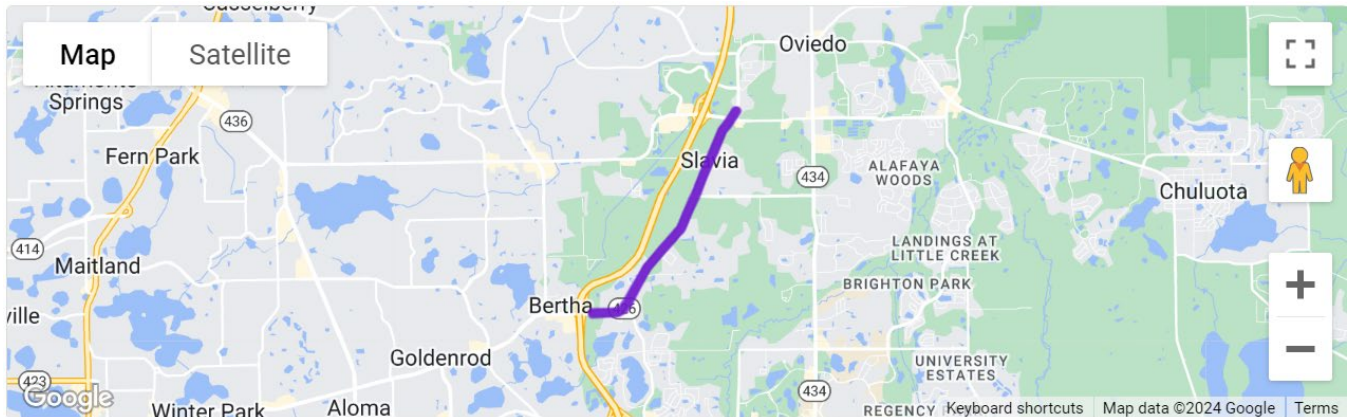 Casselberry
Map
Satellite
Oviedo
Altamonte
Springs
436
Fern Park
Slavia
ALAFAYA
WOODS
434
Chuluota
414
Maitland
LANDINGS AT
LITTLE CREEK
BRIGHTON PARK
Bertha
426
ville
Goldenrod
UNIVERSITY
ESTATES
423
Google
Winter Park
Aloma
434
REGENCY
Keyboard shortcuts
Map data ©2024 Google
Terms